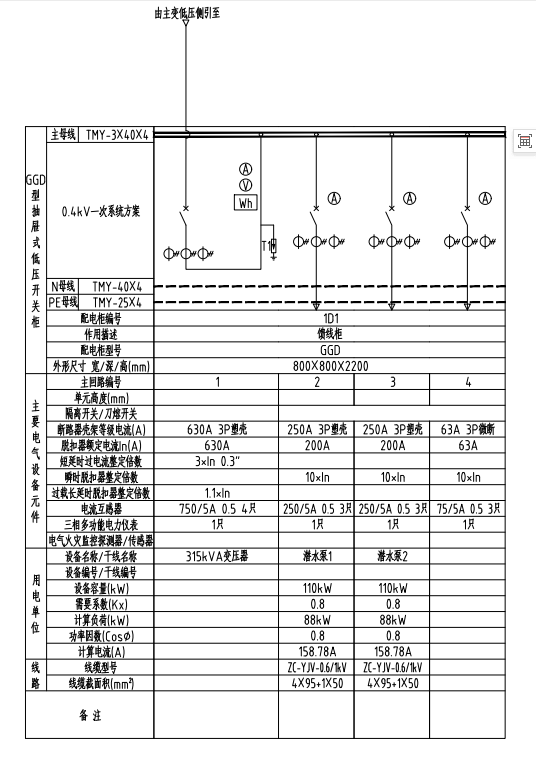 由主变低压侧引至
主母线 TMY-3X40X4
GGD型抽屉式低压开关柜
0.4kV一次系统方案
A
V
Wh
A
A
A
T1
N母线 TMY-40X4
PE母线 TMY-25X4
配电柜编号 1D1
作用描述 馈线柜
配电柜型号 GGD
外形尺寸 宽/深/高(mm) 800X800X2200
主要电气设备元件
主回路编号 1 2 3 4
单元高度(mm)
隔离开关/刀熔开关
断路器壳架等级电流(A) 630A 3P塑壳 250A 3P塑壳 250A 3P塑壳 63A 3P微断
脱扣器额定电流In(A) 630A 200A 200A 63A
短延时过电流整定倍数 3×In 0.3"
瞬时脱扣器整定倍数 10×In 10×In 10×In
过载长延时脱扣器整定倍数 1.1×In
电流互感器 750/5A 0.5 4只 250/5A 0.5 3只 250/5A 0.5 3只 75/5A 0.5 3只
三相多功能电力仪表 1只 1只 1只 1只
电气火灾监控探测器/传感器
用电单位
设备名称/干线名称 315kVA变压器 潜水泵1 潜水泵2
设备编号/干线编号
设备容量(kW) 110kW 110kW
需要系数(Kx) 0.8 0.8
计算负荷(kW) 88kW 88kW
功率因数(CosΦ) 0.8 0.8
计算电流(A) 158.78A 158.78A
线路
线缆型号 ZC-YJV-0.6/1kV ZC-YJV-0.6/1kV
线缆截面积(mm²) 4X95+1X50 4X95+1X50
备注